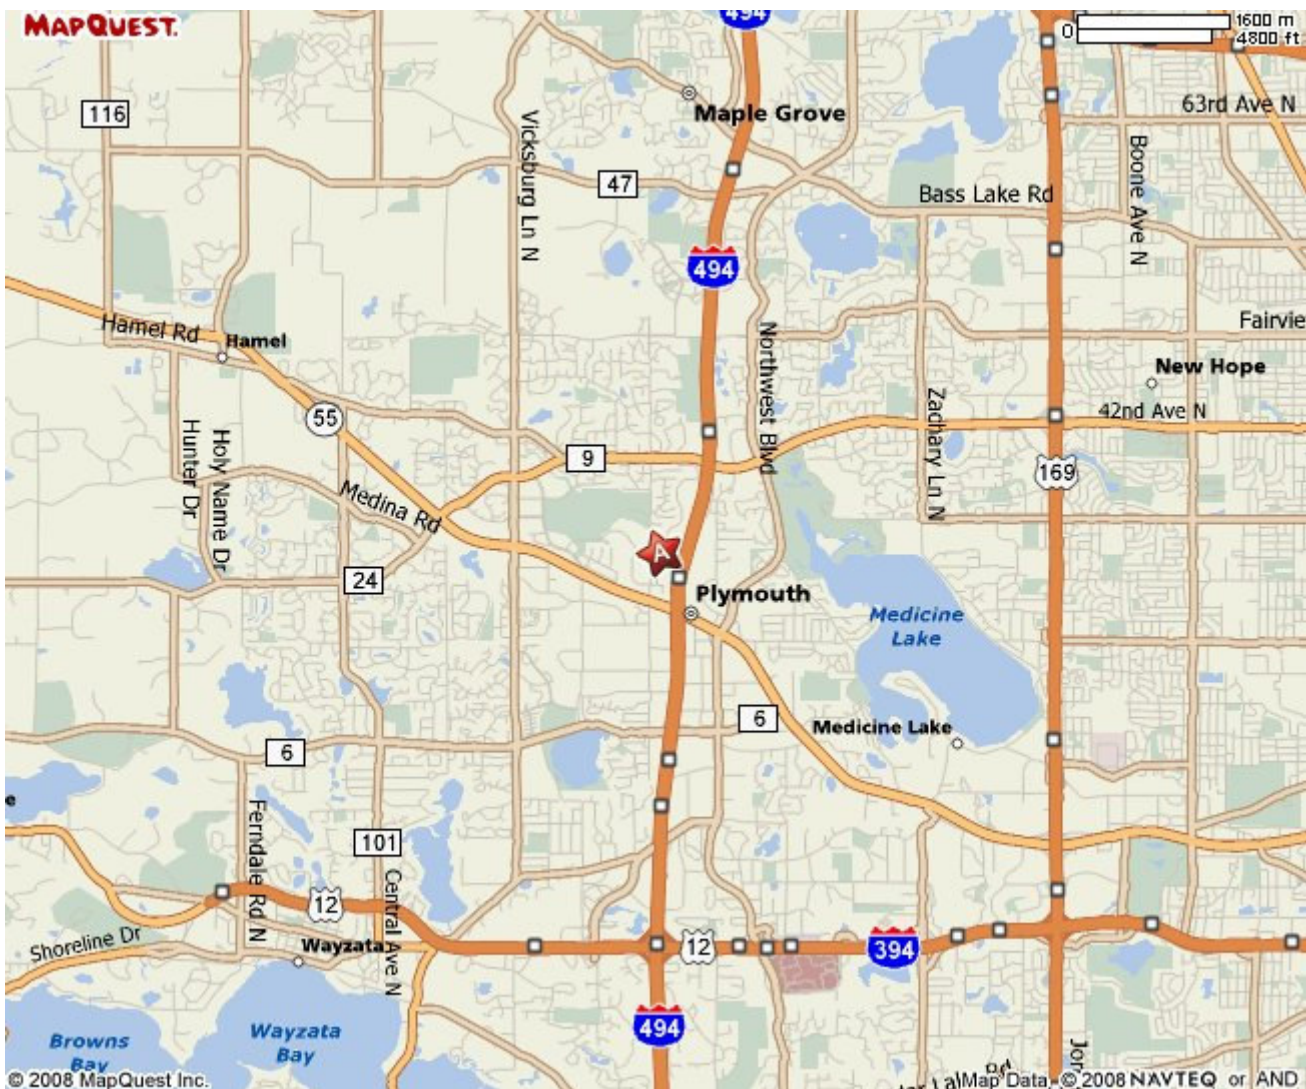 MAPQUEST.
494
0
1600 m
4800 ft
116
Maple Grove
63rd Ave N
Vicksburg Ln N
Boone Ave N
47
Bass Lake Rd
494
Hamel Rd
Hamel
Northwest Blvd
Fairvie
New Hope
55
Zachary Ln N
42nd Ave N
Hunter Dr
Holy Name Dr
9
169
Medina Rd
A
24
Plymouth
Medicine
Lake
6
Medicine Lake
6
e
Ferndale Rd N
101
Central Ave N
12
Shoreline Dr
Wayzata
12
394
494
Browns
Bay
Wayzata
Bay
Jor
Rd
© 2008 MapQuest Inc.
Map Data, © 2008 NAVTEQ or AND